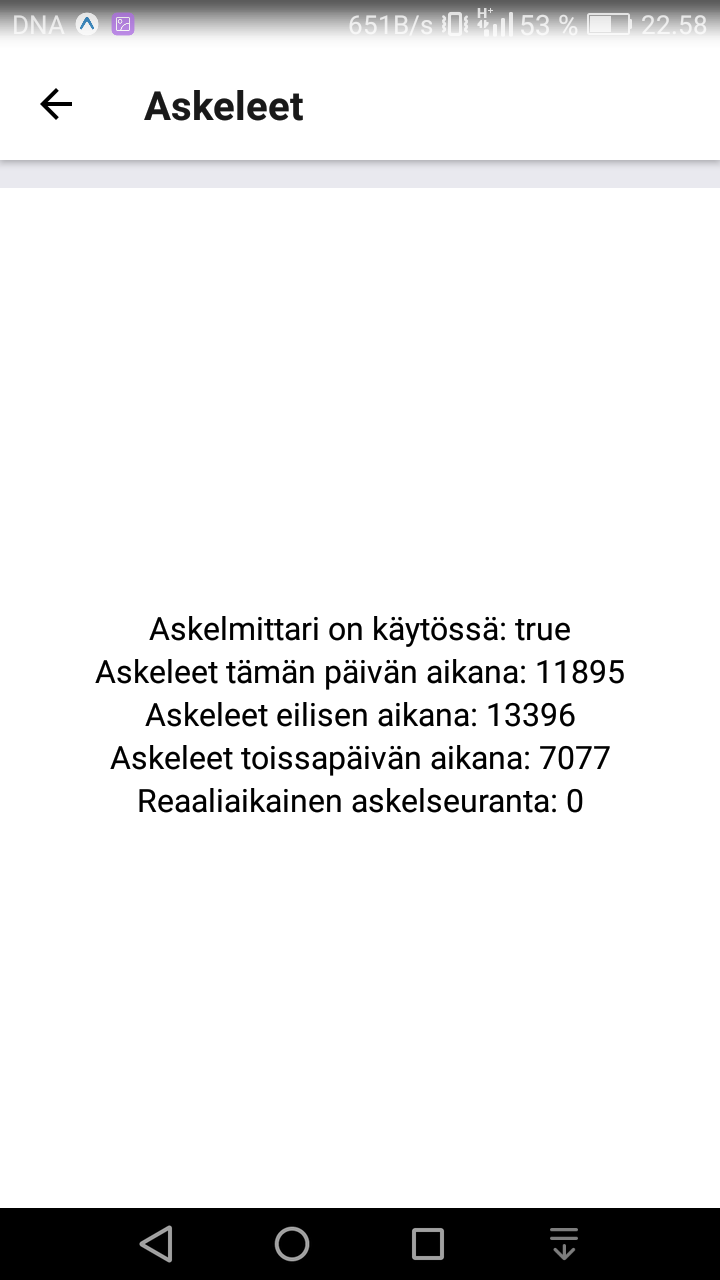 DNA 651B/s H+ 53 % 22.58
Askeleet
Askelmittari on käytössä: true
Askeleet tämän päivän aikana: 11895
Askeleet eilisen aikana: 13396
Askeleet toissapäivän aikana: 7077
Reaaliaikainen askelseuranta: 0